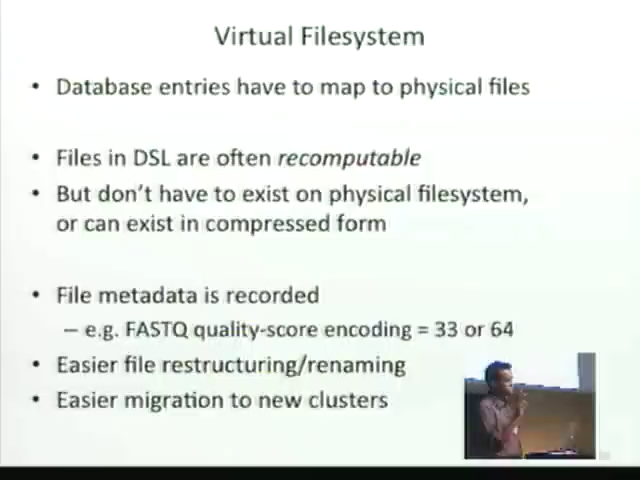 Virtual Filesystem
• Database entries have to map to physical files
• Files in DSL are often recomputable
• But don't have to exist on physical filesystem,
or can exist in compressed form
• File metadata is recorded
– e.g. FASTQ quality-score encoding = 33 or 64
• Easier file restructuring/renaming
• Easier migration to new clusters